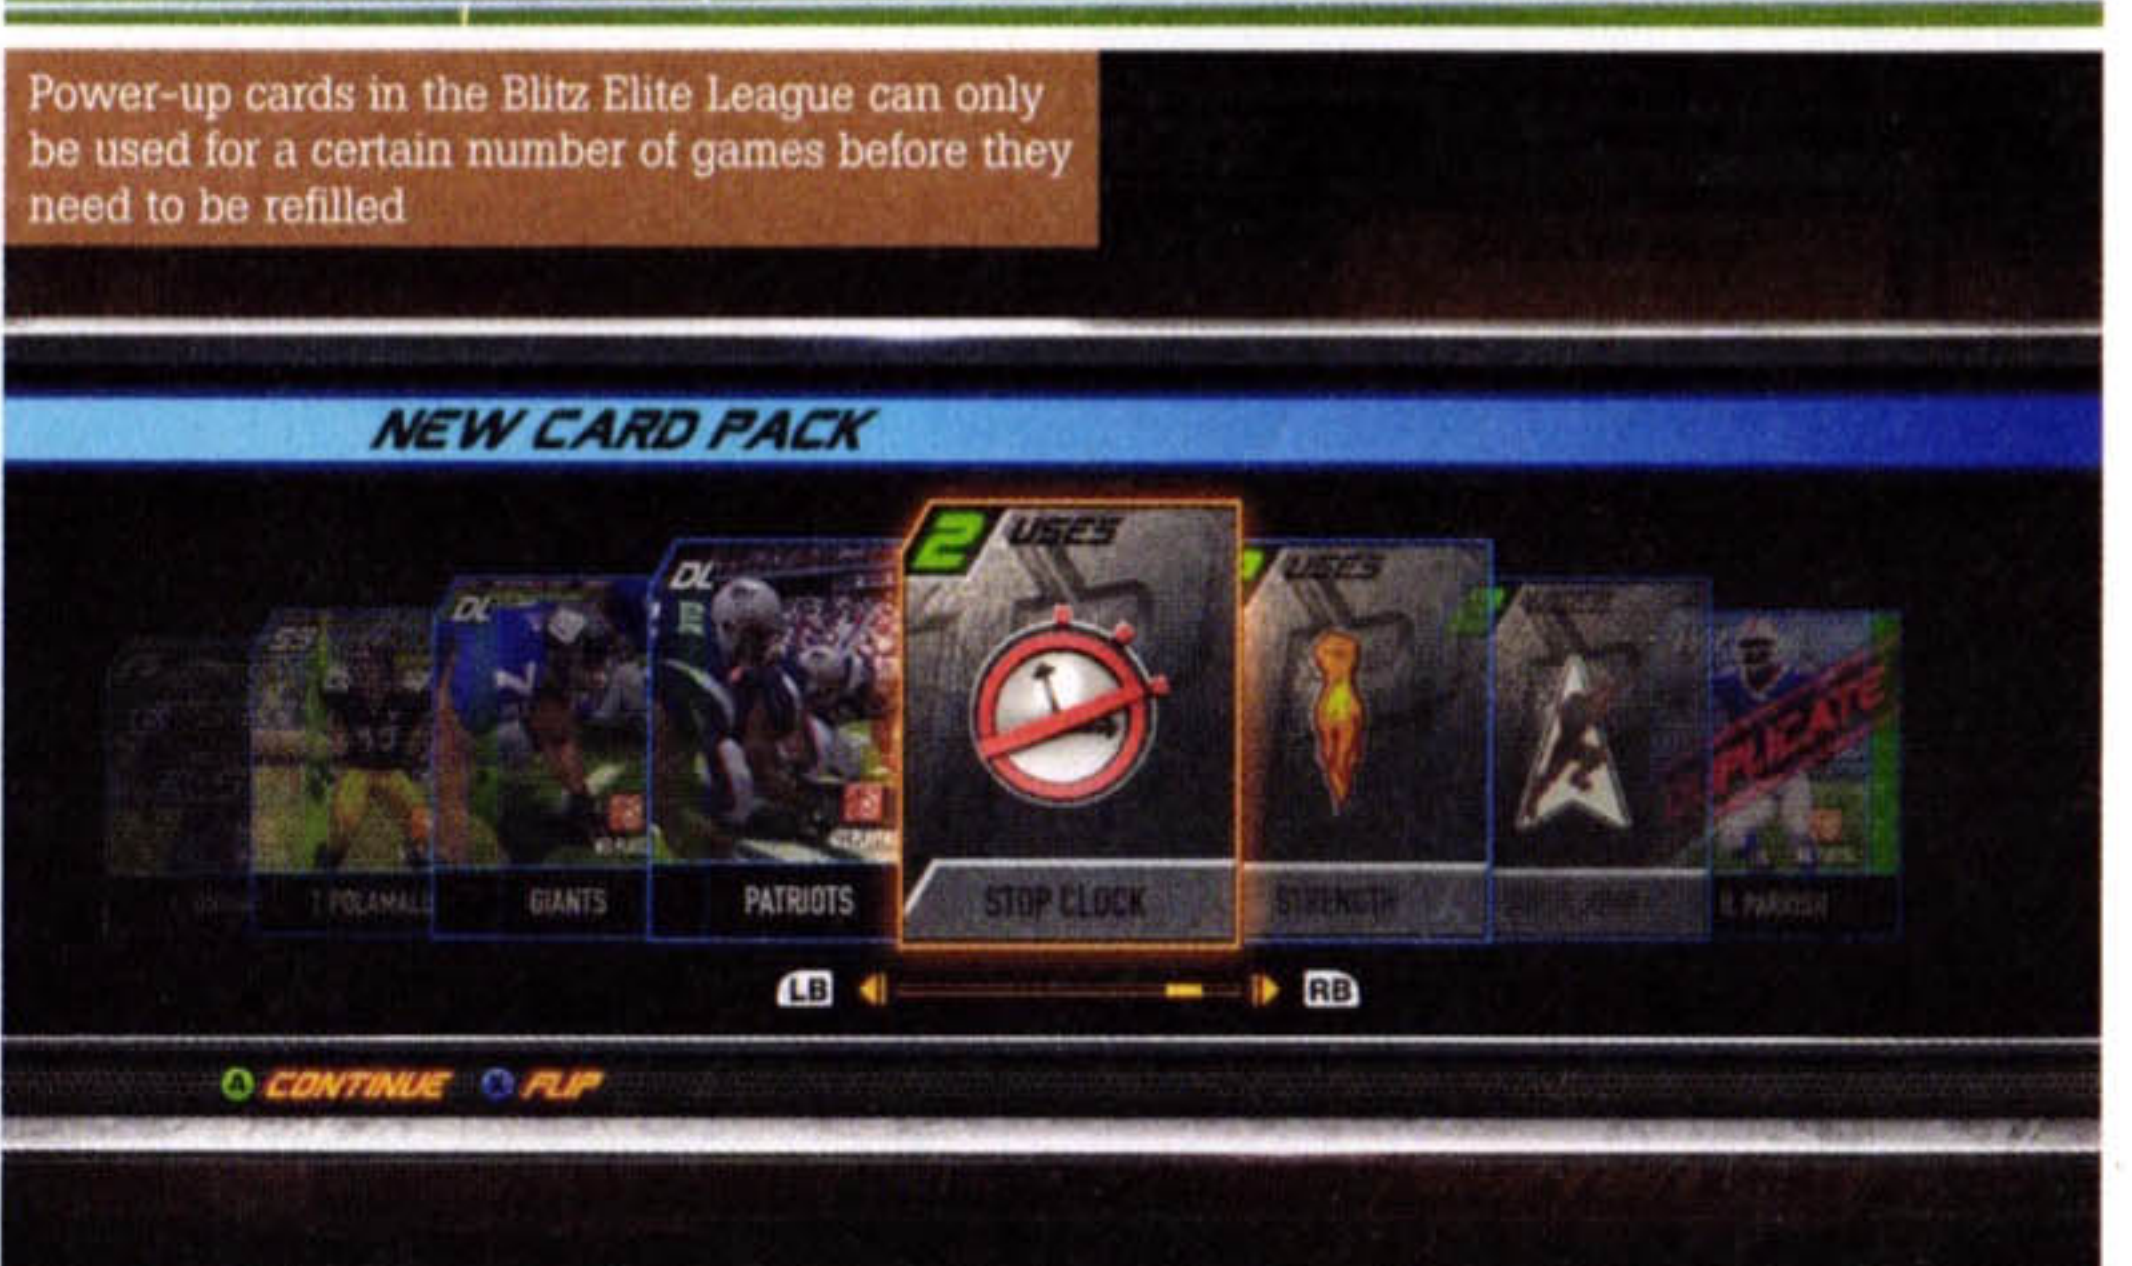 Power-up cards in the Blitz Elite League can only
be used for a certain number of games before they
need to be refilled
NEW CARD PACK
2 USES
USES
DL
DL
DUPLICATE
T POLAMALU
GIANTS
PATRIOTS
STOP CLOCK
STRENGTH
R. PARRISH
LB
RB
A CONTINUE X FLIP